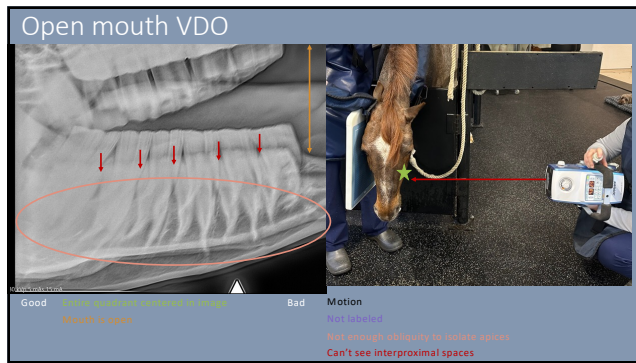 Open mouth VDO
Good Entire quadrant centered in image Bad
Mouth is open
Motion
Not labeled
Not enough obliquity to isolate apices
Can't see interproximal spaces